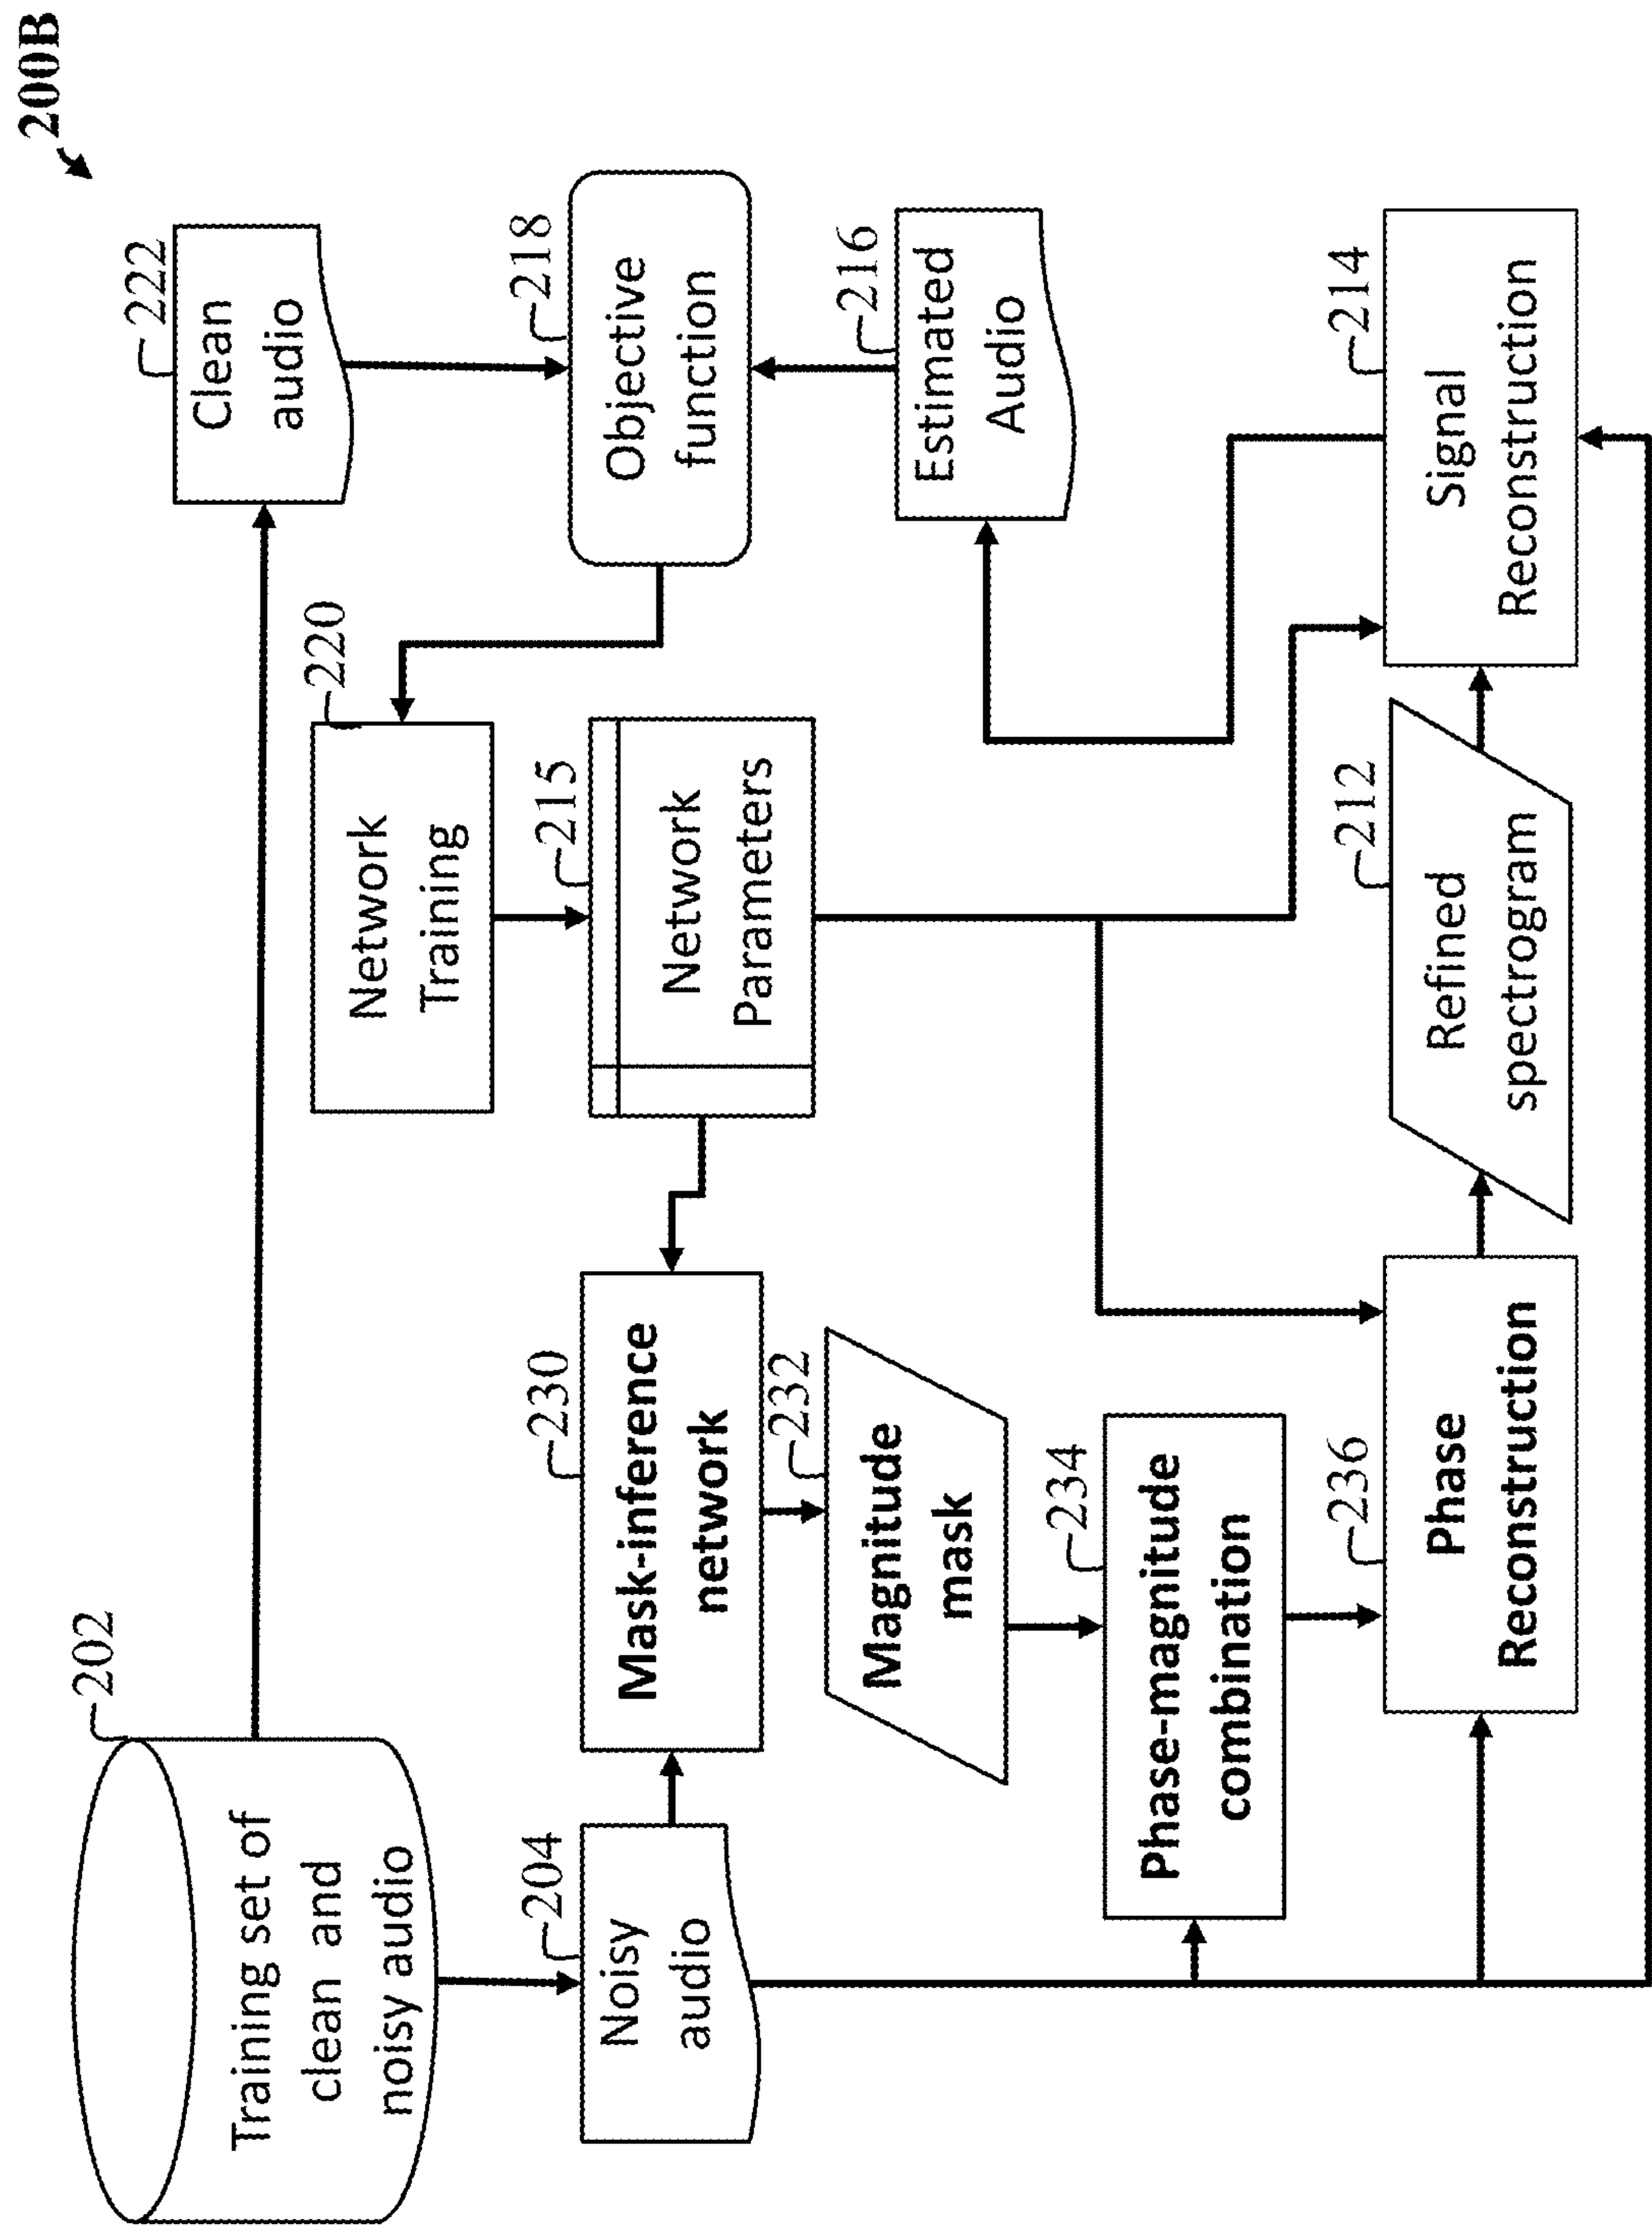 200B
202
Training set of
clean and
noisy audio
222
Clean
audio
220
Network
Training
218
Objective
function
204
Noisy
audio
230
Mask-inference
network
215
Network
Parameters
232
Magnitude
mask
216
Estimated
Audio
234
Phase-magnitude
combination
236
Phase
Reconstruction
212
Refined
spectrogram
214
Signal
Reconstruction